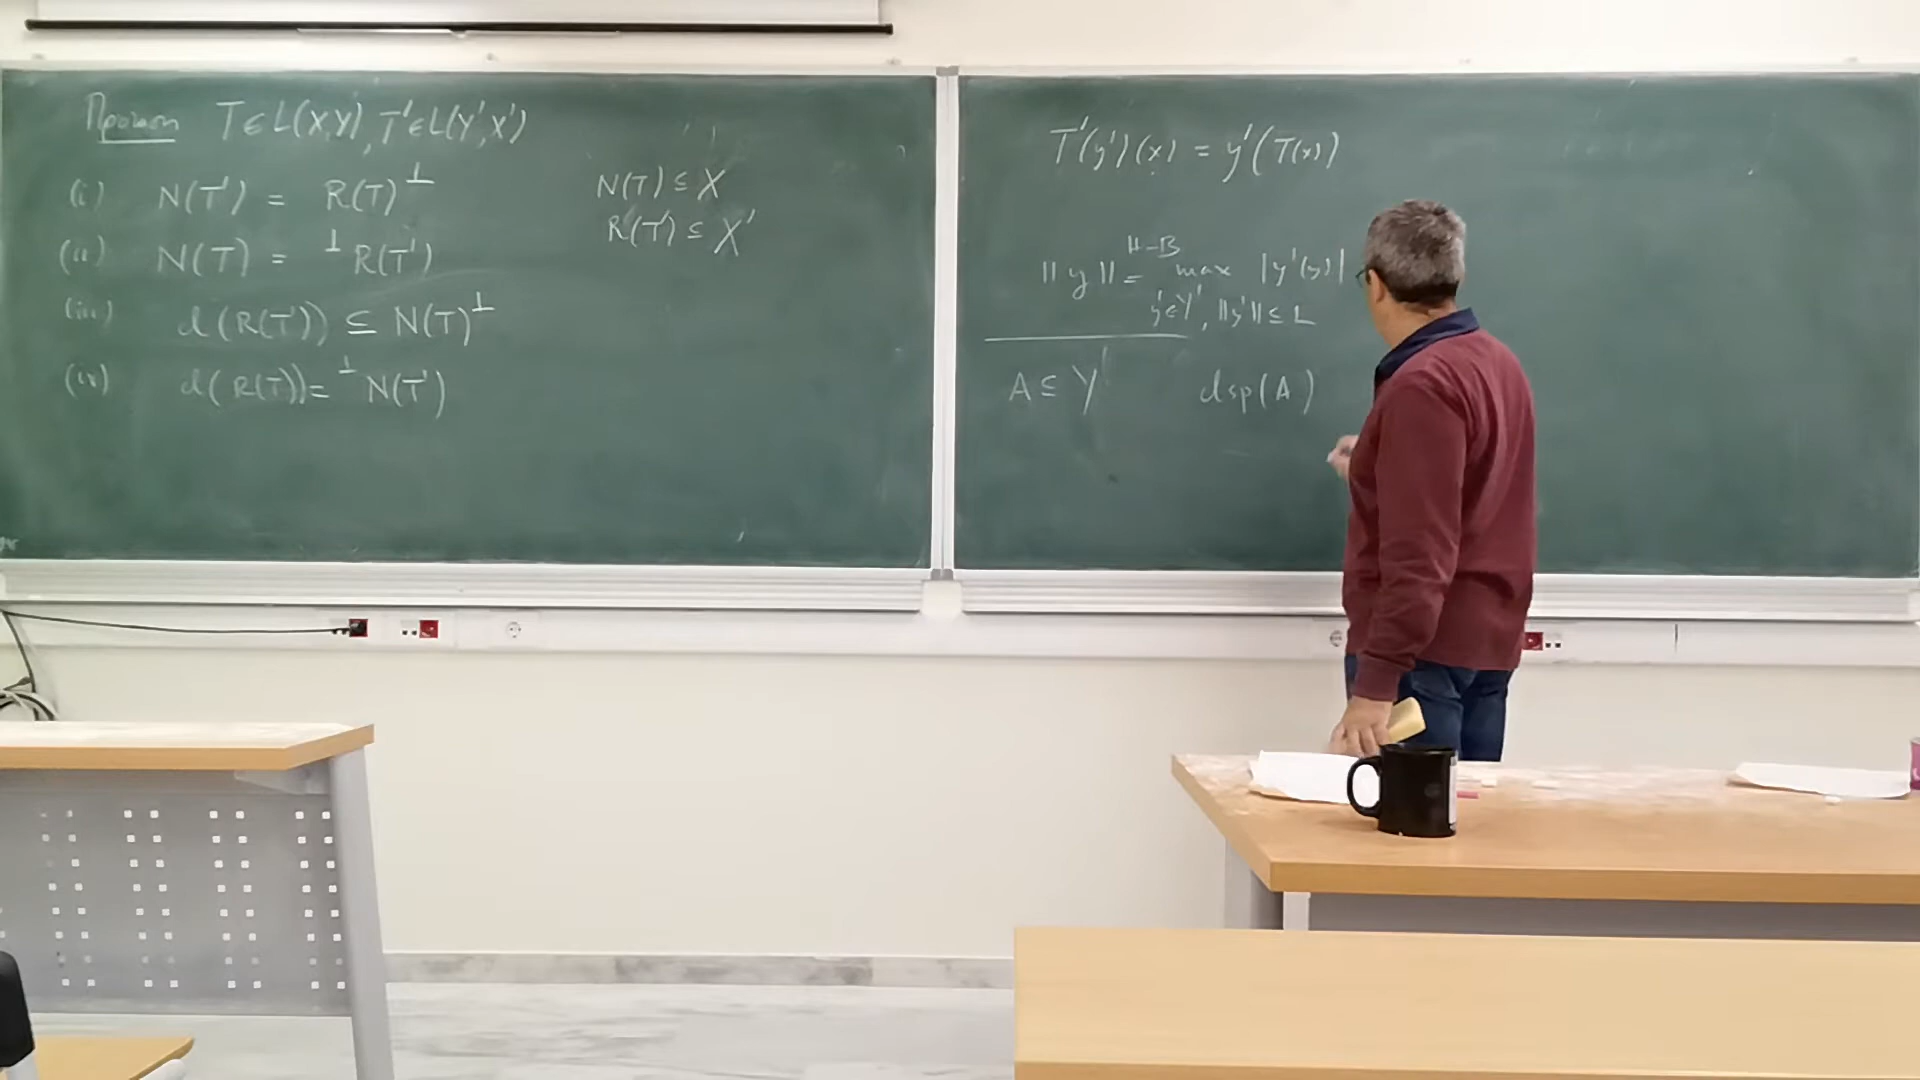 Πρόταση T∈L(X,Y), T'∈L(Y',X')
(i) N(T') = R(T)^⊥
(ii) N(T) = ^⊥R(T')
(iii) cl(R(T')) ⊆ N(T)^⊥
(iv) cl(R(T)) = ^⊥N(T')
N(T) ⊆ X
R(T') ⊆ X'
T'(y')(x) = y'(T(x))
H-B
||y|| = max |y'(y)|
y'∈Y', ||y'|| ≤ 1
A ⊆ Y' clsp(A)